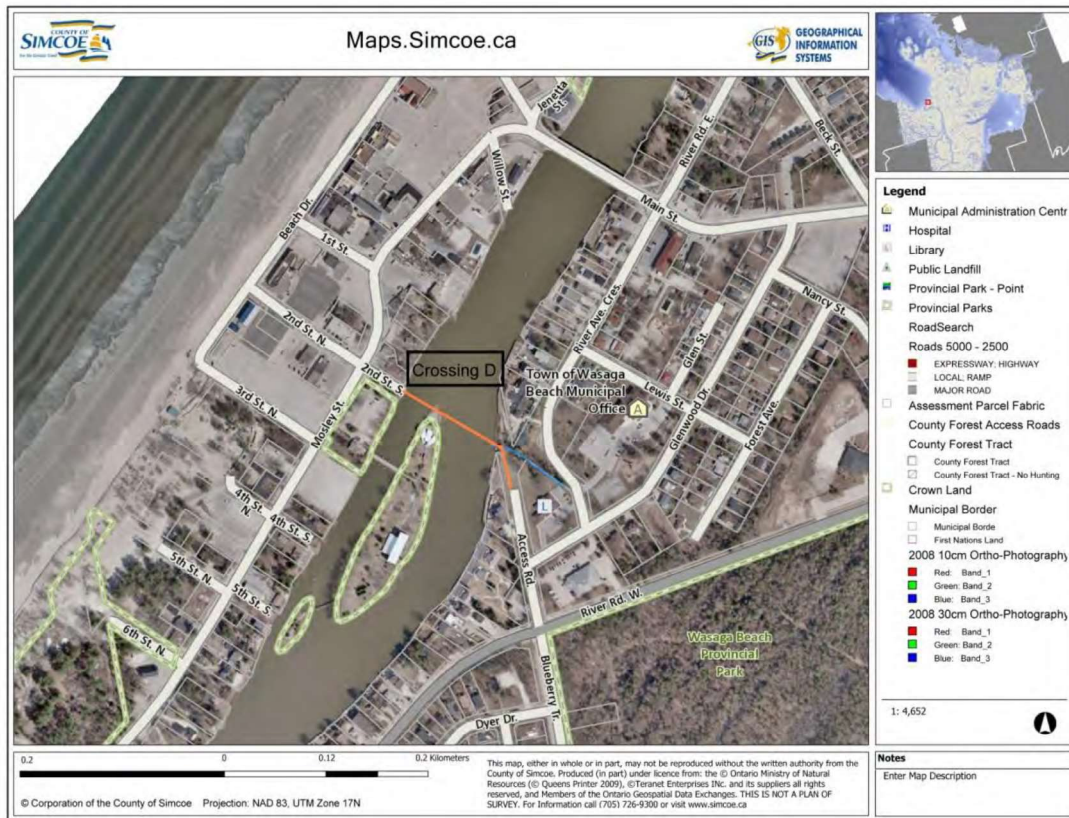 COUNTY OF
SIMCOE
Maps.Simcoe.ca
GIS
GEOGRAPHICAL
INFORMATION
SYSTEMS
Jenetta
St.
Willow St.
Beach Dr.
1st St.
2nd St. N.
2nd St. S.
3rd St. N.
Mosley St.
4th St.
N.
4th St. S.
5th St. N.
5th St. S.
6th St. N.
Crossing D
Main St.
River Rd. E.
Beck St.
River Ave. Cres.
Town of Wasaga
Beach Municipal
Office
A
L
Lewis St.
Glen St.
Glenwood Dr.
Forest Ave.
Nancy St.
Access Rd.
River Rd. W.
Blueberry Tr.
Dyer Dr.
Wasaga Beach
Provincial
Park
Legend
Municipal Administration Centr
H Hospital
L Library
Public Landfill
Provincial Park - Point
Provincial Parks
RoadSearch
Roads 5000 - 2500
EXPRESSWAY; HIGHWAY
LOCAL; RAMP
MAJOR ROAD
Assessment Parcel Fabric
County Forest Access Roads
County Forest Tract
County Forest Tract
County Forest Tract - No Hunting
Crown Land
Municipal Border
Municipal Borde
First Nations Land
2008 10cm Ortho-Photography
Red: Band_1
Green: Band_2
Blue: Band_3
2008 30cm Ortho-Photography
Red: Band_1
Green: Band_2
Blue: Band_3
1: 4,652
0.2 0 0.12 0.2 Kilometers
© Corporation of the County of Simcoe Projection: NAD 83, UTM Zone 17N
This map, either in whole or in part, may not be reproduced without the written authority from the
County of Simcoe. Produced (in part) under licence from: the © Ontario Ministry of Natural
Resources (© Queens Printer 2009), ©Teranet Enterprises INC. and its suppliers all rights
reserved, and Members of the Ontario Geospatial Data Exchanges. THIS IS NOT A PLAN OF
SURVEY. For Information call (705) 726-9300 or visit www.simcoe.ca
Notes
Enter Map Description